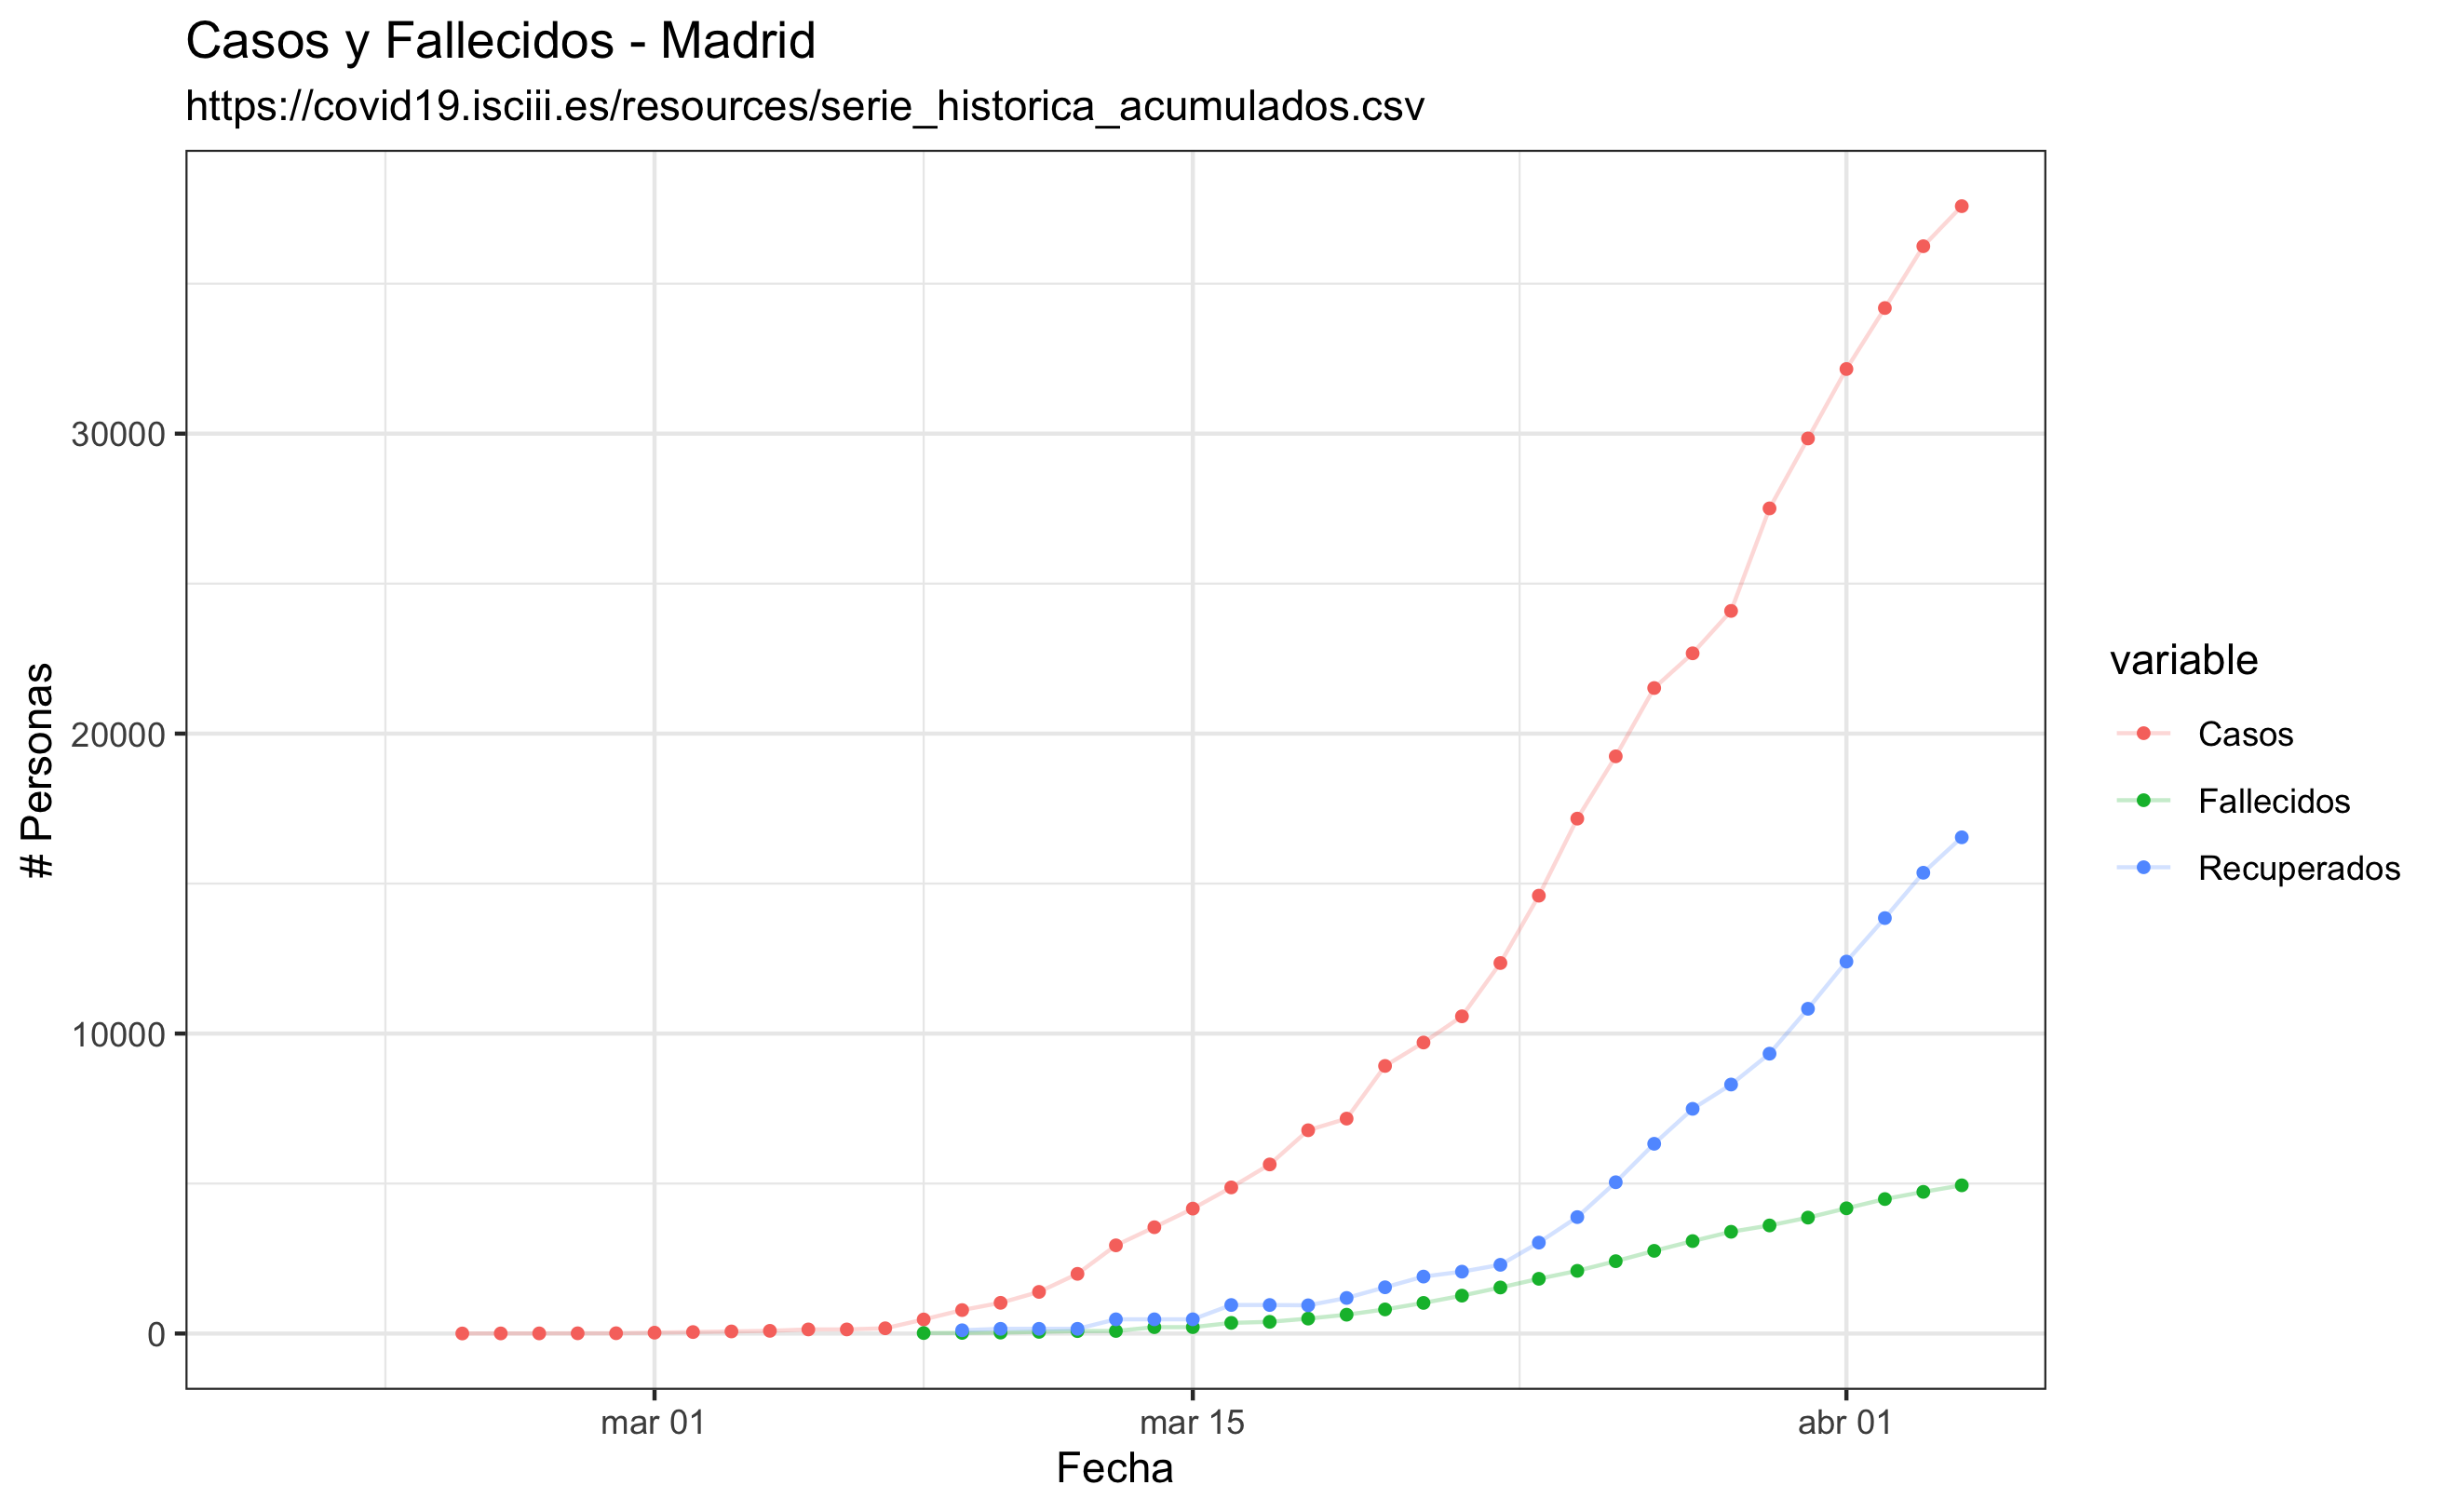 Casos y Fallecidos - Madrid
https://covid19.isciii.es/resources/serie_historica_acumulados.csv
# Personas
30000
20000
10000
0
mar 01
mar 15
abr 01
Fecha
variable
Casos
Fallecidos
Recuperados